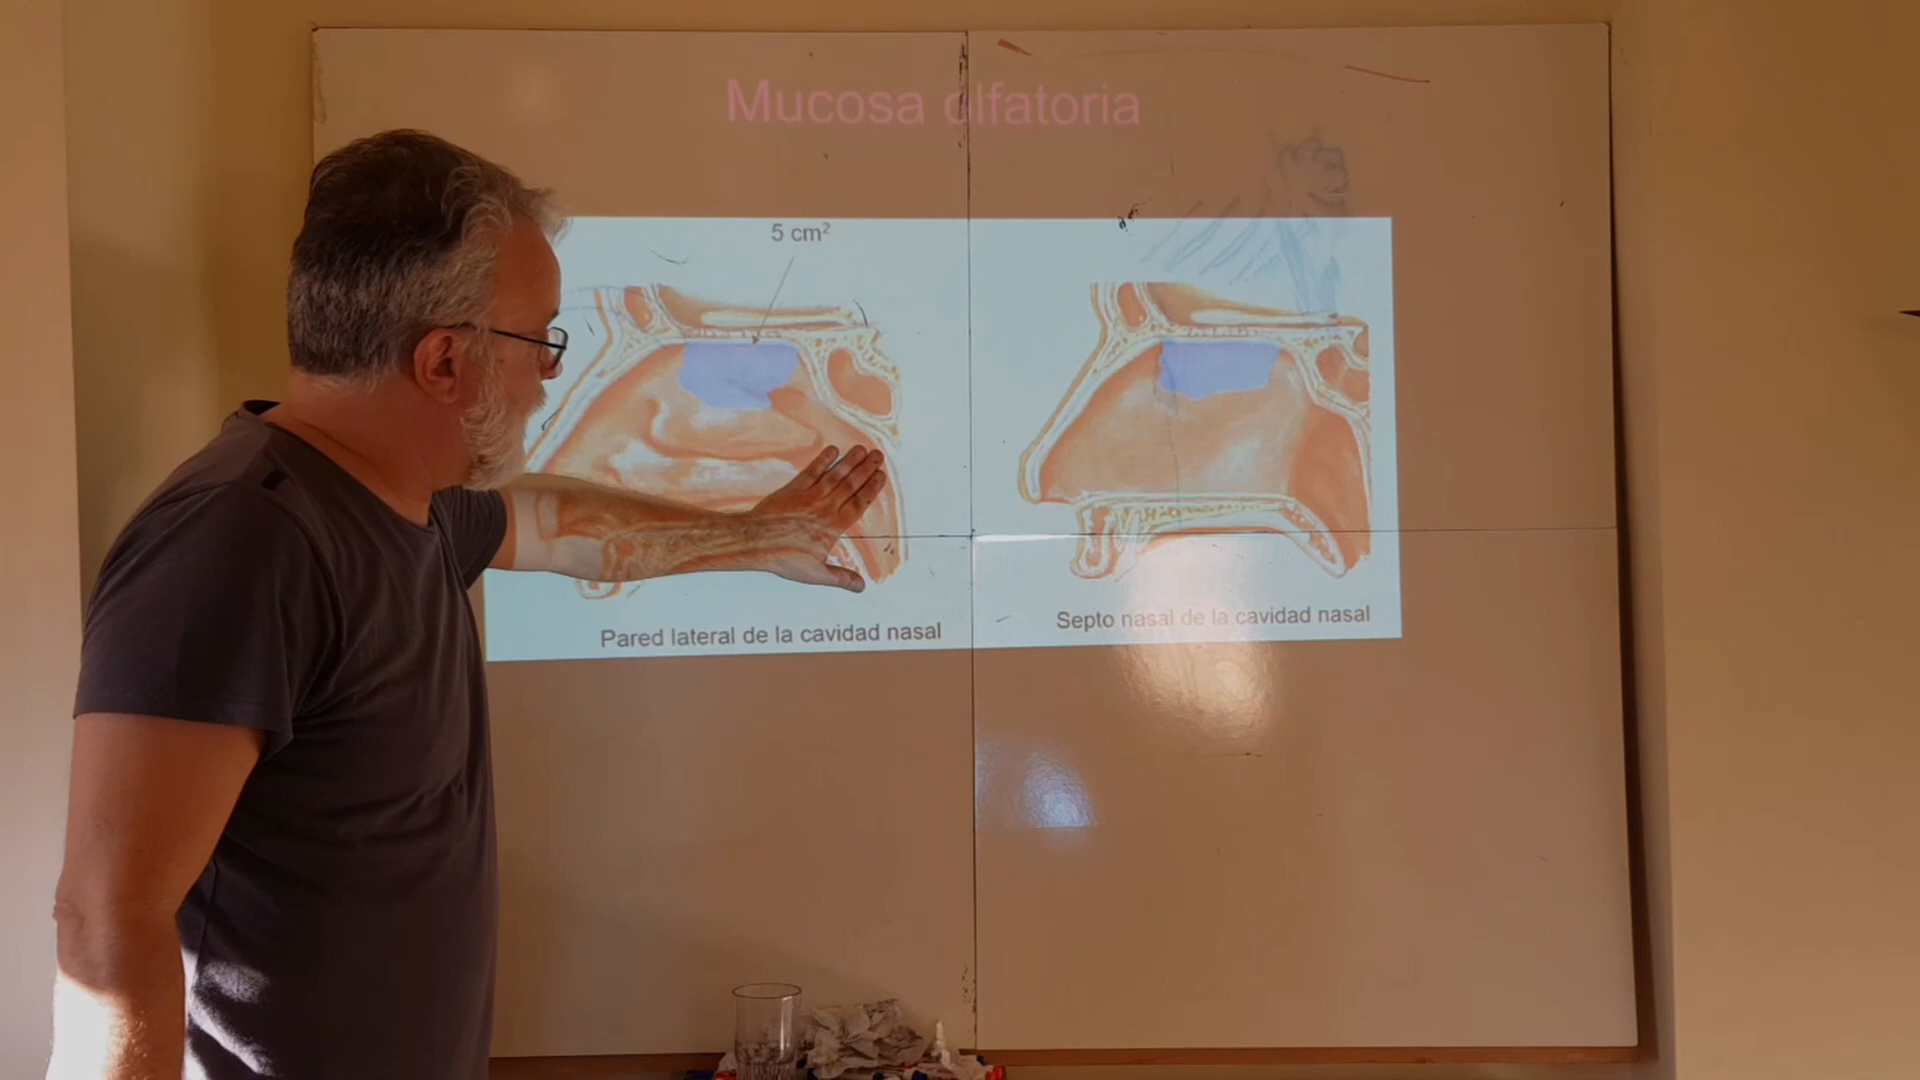 Mucosa olfatoria
5 cm²
Pared lateral de la cavidad nasal
Septo nasal de la cavidad nasal